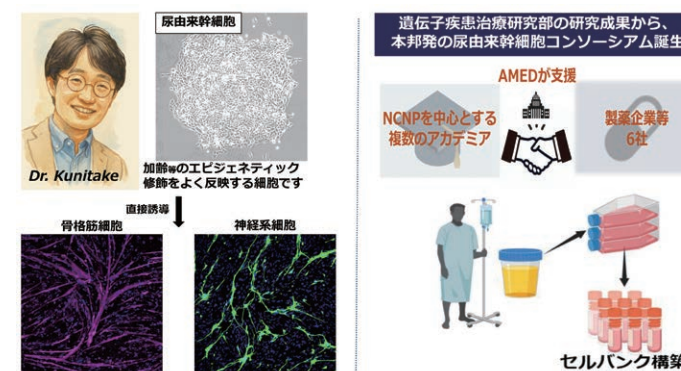 尿由来幹細胞
Dr. Kunitake
加齢等のエピジェネティック
修飾をよく反映する細胞です
直接誘導
骨格筋細胞
神経系細胞
遺伝子疾患治療研究部の研究成果から、
本邦発の尿由来幹細胞コンソーシアム誕生
AMEDが支援
NCNPを中心とする
複数のアカデミア
製薬企業等
6社
セルバンク構築